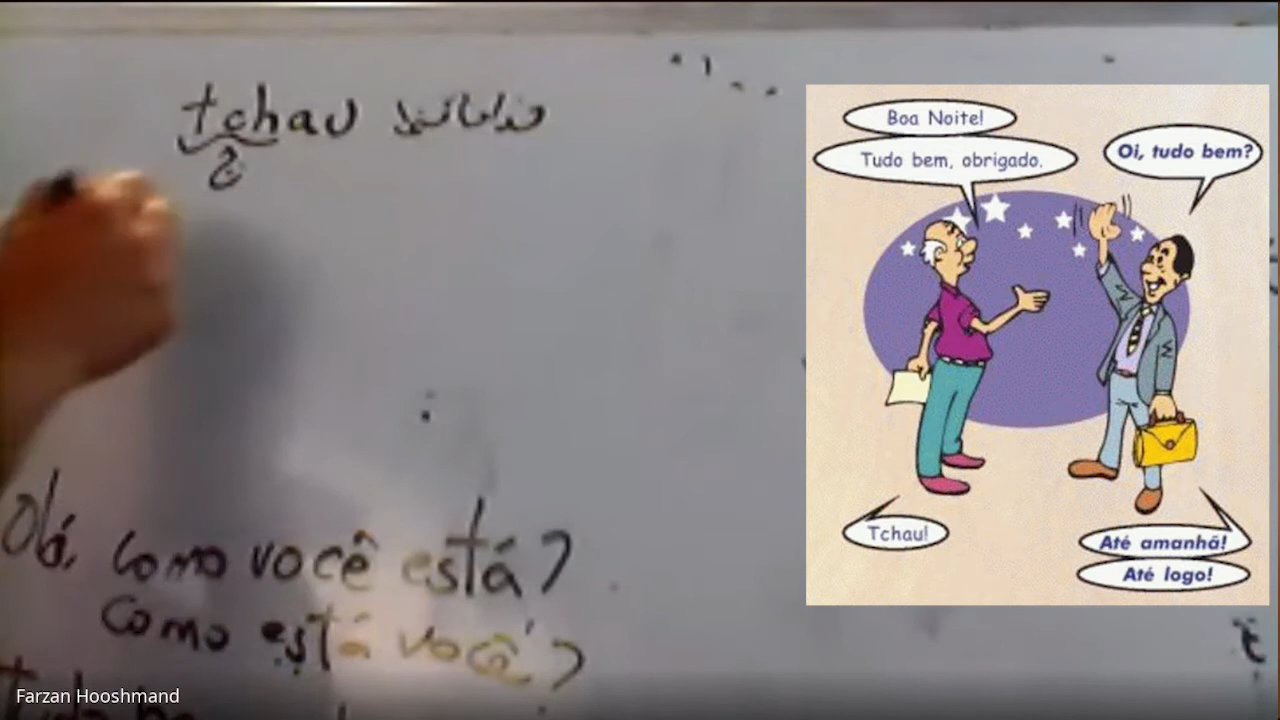 tchau خداحافظ
چ
Olá, como você está?
como está você?
Boa Noite!
Tudo bem, obrigado.
Oi, tudo bem?
Tchau!
Até amanhã!
Até logo!
Farzan Hooshmand